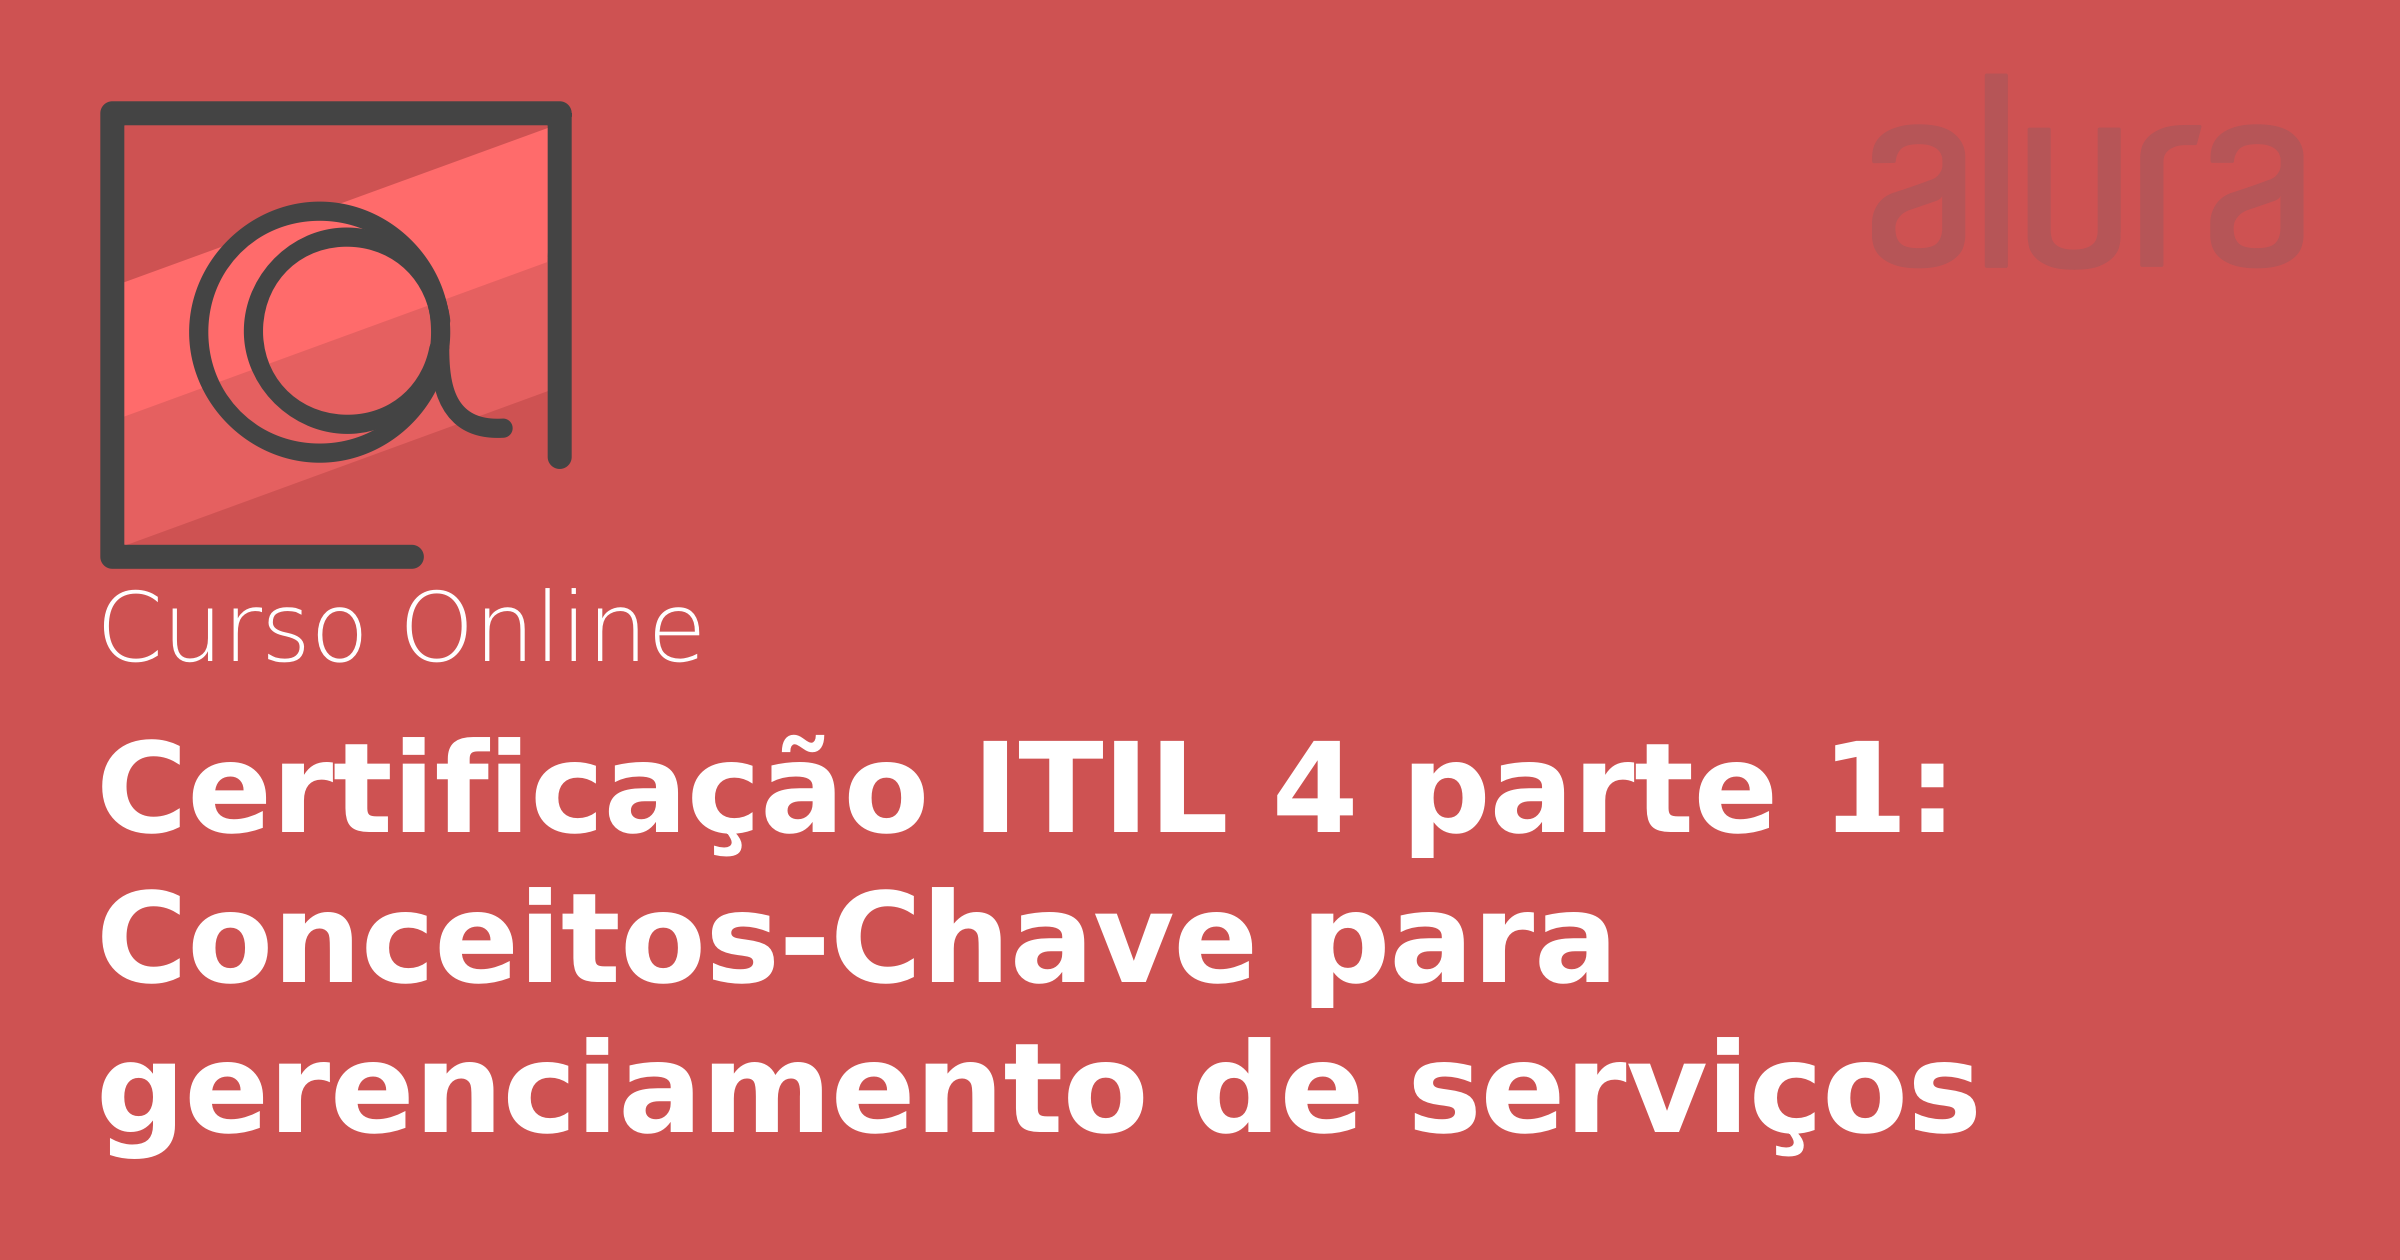 alura
Curso Online
Certificação ITIL 4 parte 1:
Conceitos-Chave para
gerenciamento de serviços